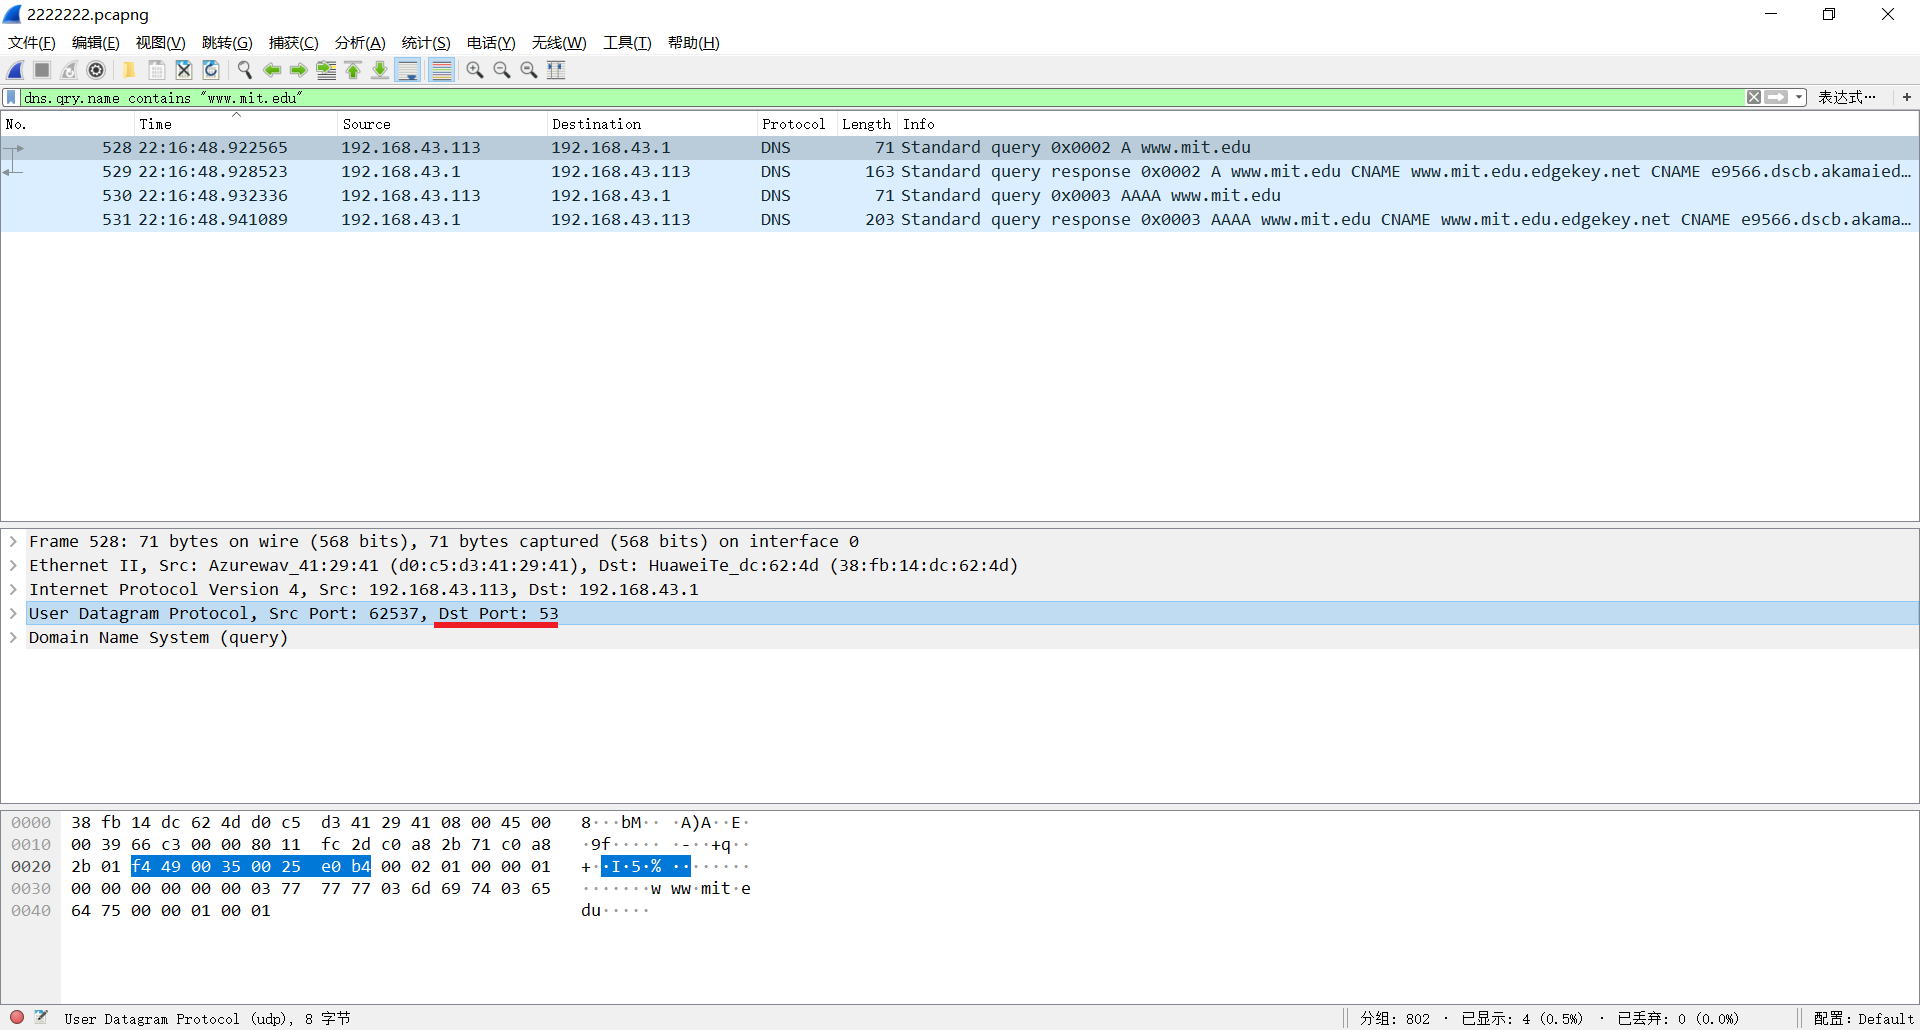 2222222.pcapng
文件(F) 编辑(E) 视图(V) 跳转(G) 捕获(C) 分析(A) 统计(S) 电话(Y) 无线(W) 工具(T) 帮助(H)
dns.qry.name contains "www.mit.edu" 表达式… +
No. Time Source Destination Protocol Length Info
528 22:16:48.922565 192.168.43.113 192.168.43.1 DNS 71 Standard query 0x0002 A www.mit.edu
529 22:16:48.928523 192.168.43.1 192.168.43.113 DNS 163 Standard query response 0x0002 A www.mit.edu CNAME www.mit.edu.edgekey.net CNAME e9566.dscb.akamaied…
530 22:16:48.932336 192.168.43.113 192.168.43.1 DNS 71 Standard query 0x0003 AAAA www.mit.edu
531 22:16:48.941089 192.168.43.1 192.168.43.113 DNS 203 Standard query response 0x0003 AAAA www.mit.edu CNAME www.mit.edu.edgekey.net CNAME e9566.dscb.akama…
Frame 528: 71 bytes on wire (568 bits), 71 bytes captured (568 bits) on interface 0
Ethernet II, Src: Azurewav_41:29:41 (d0:c5:d3:41:29:41), Dst: HuaweiTe_dc:62:4d (38:fb:14:dc:62:4d)
Internet Protocol Version 4, Src: 192.168.43.113, Dst: 192.168.43.1
User Datagram Protocol, Src Port: 62537, Dst Port: 53
Domain Name System (query)
0000 38 fb 14 dc 62 4d d0 c5 d3 41 29 41 08 00 45 00 8···bM·· ·A)A··E·
0010 00 39 66 c3 00 00 80 11 fc 2d c0 a8 2b 71 c0 a8 ·9f····· ·-··+q··
0020 2b 01 f4 49 00 35 00 25 e0 b4 00 02 01 00 00 01 +··I·5·% ········
0030 00 00 00 00 00 00 03 77 77 77 03 6d 69 74 03 65 ·······w ww·mit·e
0040 64 75 00 00 01 00 01 du·····
User Datagram Protocol (udp), 8 字节 分组: 802 · 已显示: 4 (0.5%) · 已丢弃: 0 (0.0%) 配置: Default